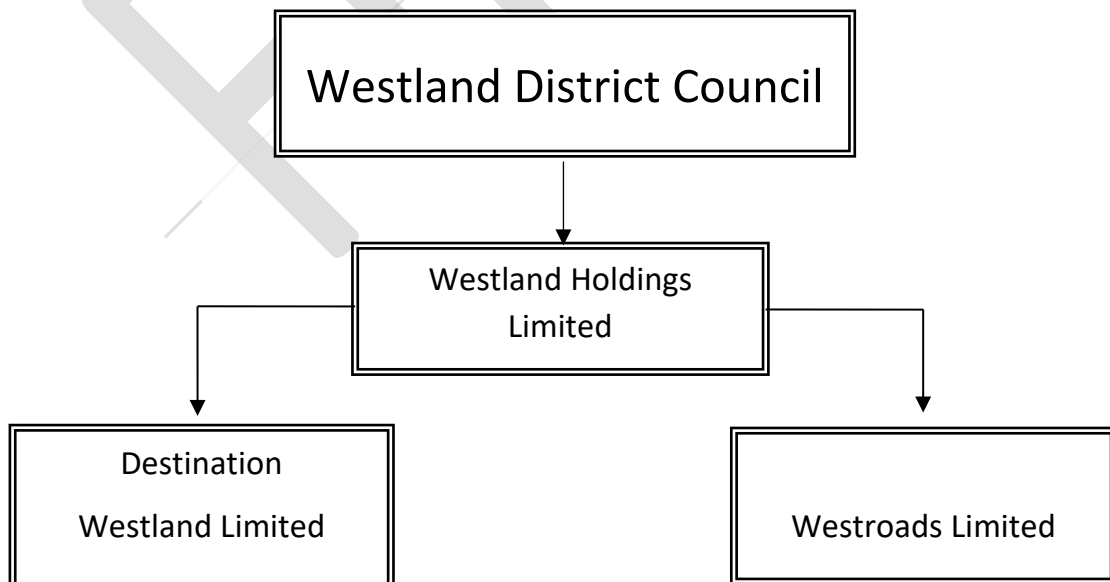 Westland District Council
Westland Holdings
Limited
Destination
Westland Limited
Westroads Limited